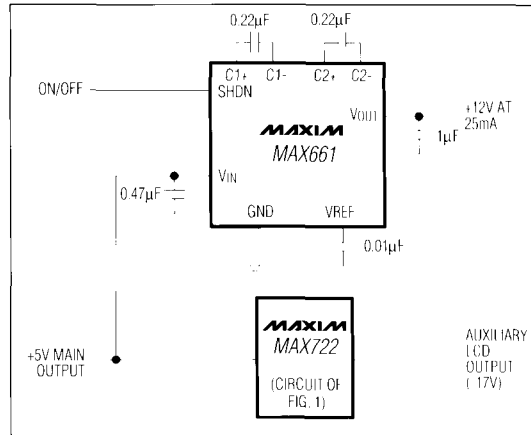 0.22µF 0.22µF
C1+ C1- C2+ C2-
ON/OFF
SHDN
VOUT
+12V AT
25mA
1µF
MAXIM
MAX661
VIN
0.47µF
GND VREF
0.01µF
MAXIM
MAX722
(CIRCUIT OF
FIG. 1)
+5V MAIN
OUTPUT
AUXILIARY
LCD
OUTPUT
( 17V)